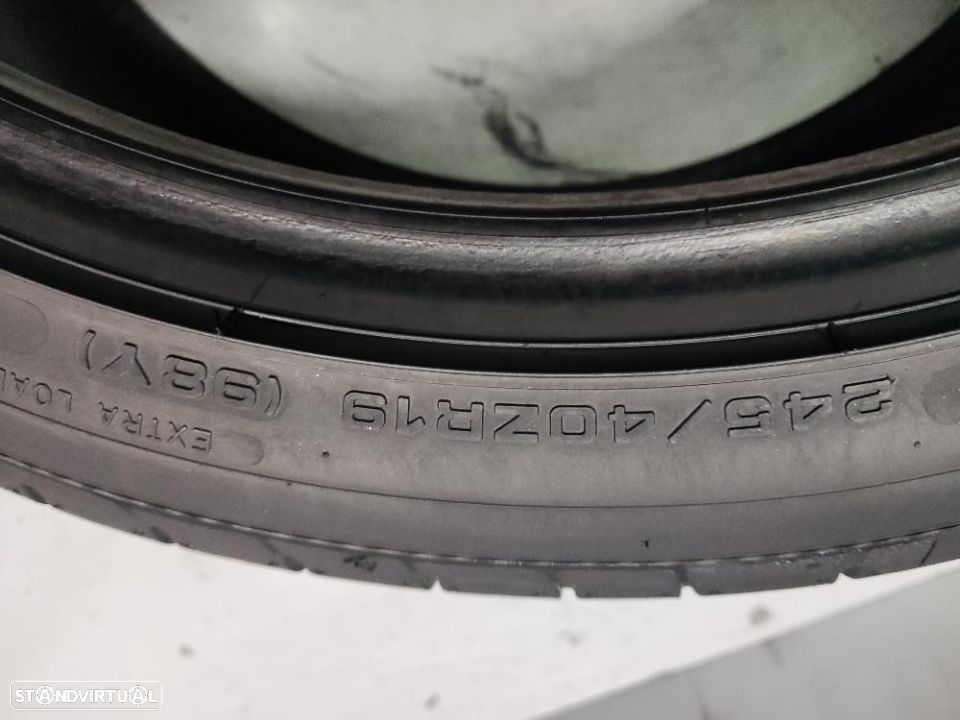 245/40ZR19 (98Y)
EXTRA LOAD
STANDVIRTUAL